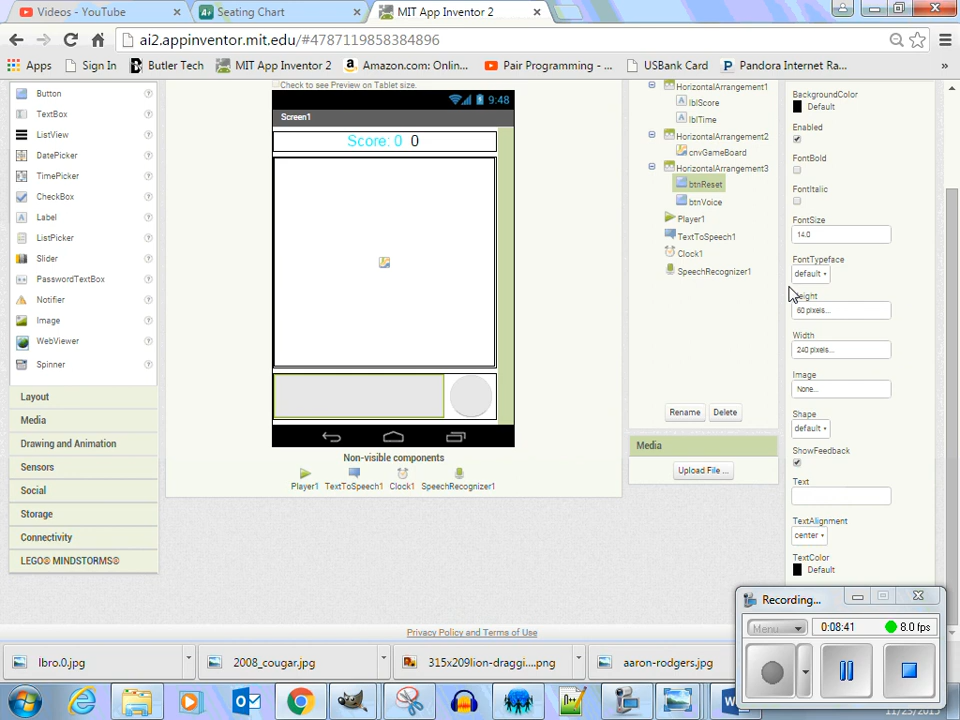 Videos - YouTube
Seating Chart
MIT App Inventor 2
ai2.appinventor.mit.edu/#4787119858384896
Apps
Sign In
Butler Tech
MIT App Inventor 2
Amazon.com: Onlin...
Pair Programming -...
USBank Card
Pandora Internet Ra...
»
Button
TextBox
ListView
DatePicker
TimePicker
CheckBox
Label
ListPicker
Slider
PasswordTextBox
Notifier
Image
WebViewer
Spinner
Layout
Media
Drawing and Animation
Sensors
Social
Storage
Connectivity
LEGO® MINDSTORMS®
Check to see Preview on Tablet size.
9:48
Screen1
Score: 0 0
Non-visible components
Player1 TextToSpeech1 Clock1 SpeechRecognizer1
HorizontalArrangement1
lblScore
lblTime
HorizontalArrangement2
cnvGameBoard
HorizontalArrangement3
btnReset
btnVoice
Player1
TextToSpeech1
Clock1
SpeechRecognizer1
Rename Delete
Media
Upload File ...
BackgroundColor
Default
Enabled
FontBold
FontItalic
FontSize
14.0
FontTypeface
default
Height
60 pixels...
Width
240 pixels...
Image
None...
Shape
default
ShowFeedback
Text
TextAlignment
center
TextColor
Default
Privacy Policy and Terms of Use
Recording...
Menu
0:08:41
8.0 fps
lbro.0.jpg
2008_cougar.jpg
315x209lion-draggi....png
aaron-rodgers.jpg